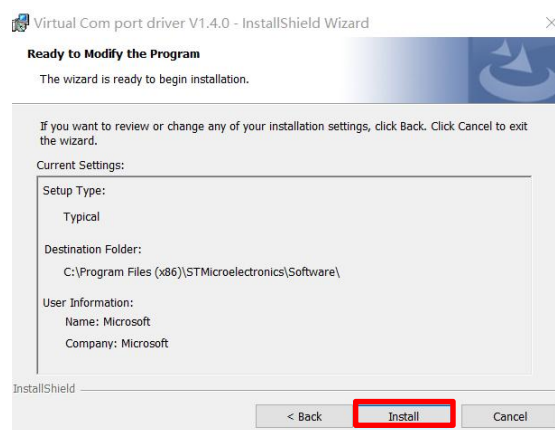 Virtual Com port driver V1.4.0 - InstallShield Wizard
Ready to Modify the Program
The wizard is ready to begin installation.
If you want to review or change any of your installation settings, click Back. Click Cancel to exit
the wizard.
Current Settings:
Setup Type:
Typical
Destination Folder:
C:\Program Files (x86)\STMicroelectronics\Software\
User Information:
Name: Microsoft
Company: Microsoft
InstallShield
< Back Install Cancel